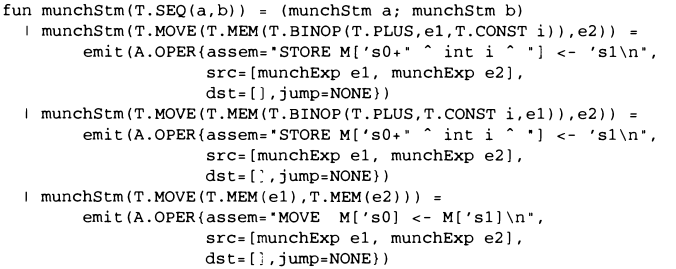 fun munchStm(T.SEQ(a,b)) = (munchStm a; munchStm b)
  | munchStm(T.MOVE(T.MEM(T.BINOP(T.PLUS,e1,T.CONST i)),e2)) =
        emit(A.OPER{assem="STORE M['s0+" ^ int i ^ "] <- 's1\n",
                    src=[munchExp e1, munchExp e2],
                    dst=[],jump=NONE})
  | munchStm(T.MOVE(T.MEM(T.BINOP(T.PLUS,T.CONST i,e1)),e2)) =
        emit(A.OPER{assem="STORE M['s0+" ^ int i ^ "] <- 's1\n",
                    src=[munchExp e1, munchExp e2],
                    dst=[],jump=NONE})
  | munchStm(T.MOVE(T.MEM(e1),T.MEM(e2))) =
        emit(A.OPER{assem="MOVE  M['s0] <- M['s1]\n",
                    src=[munchExp e1, munchExp e2],
                    dst=[],jump=NONE})